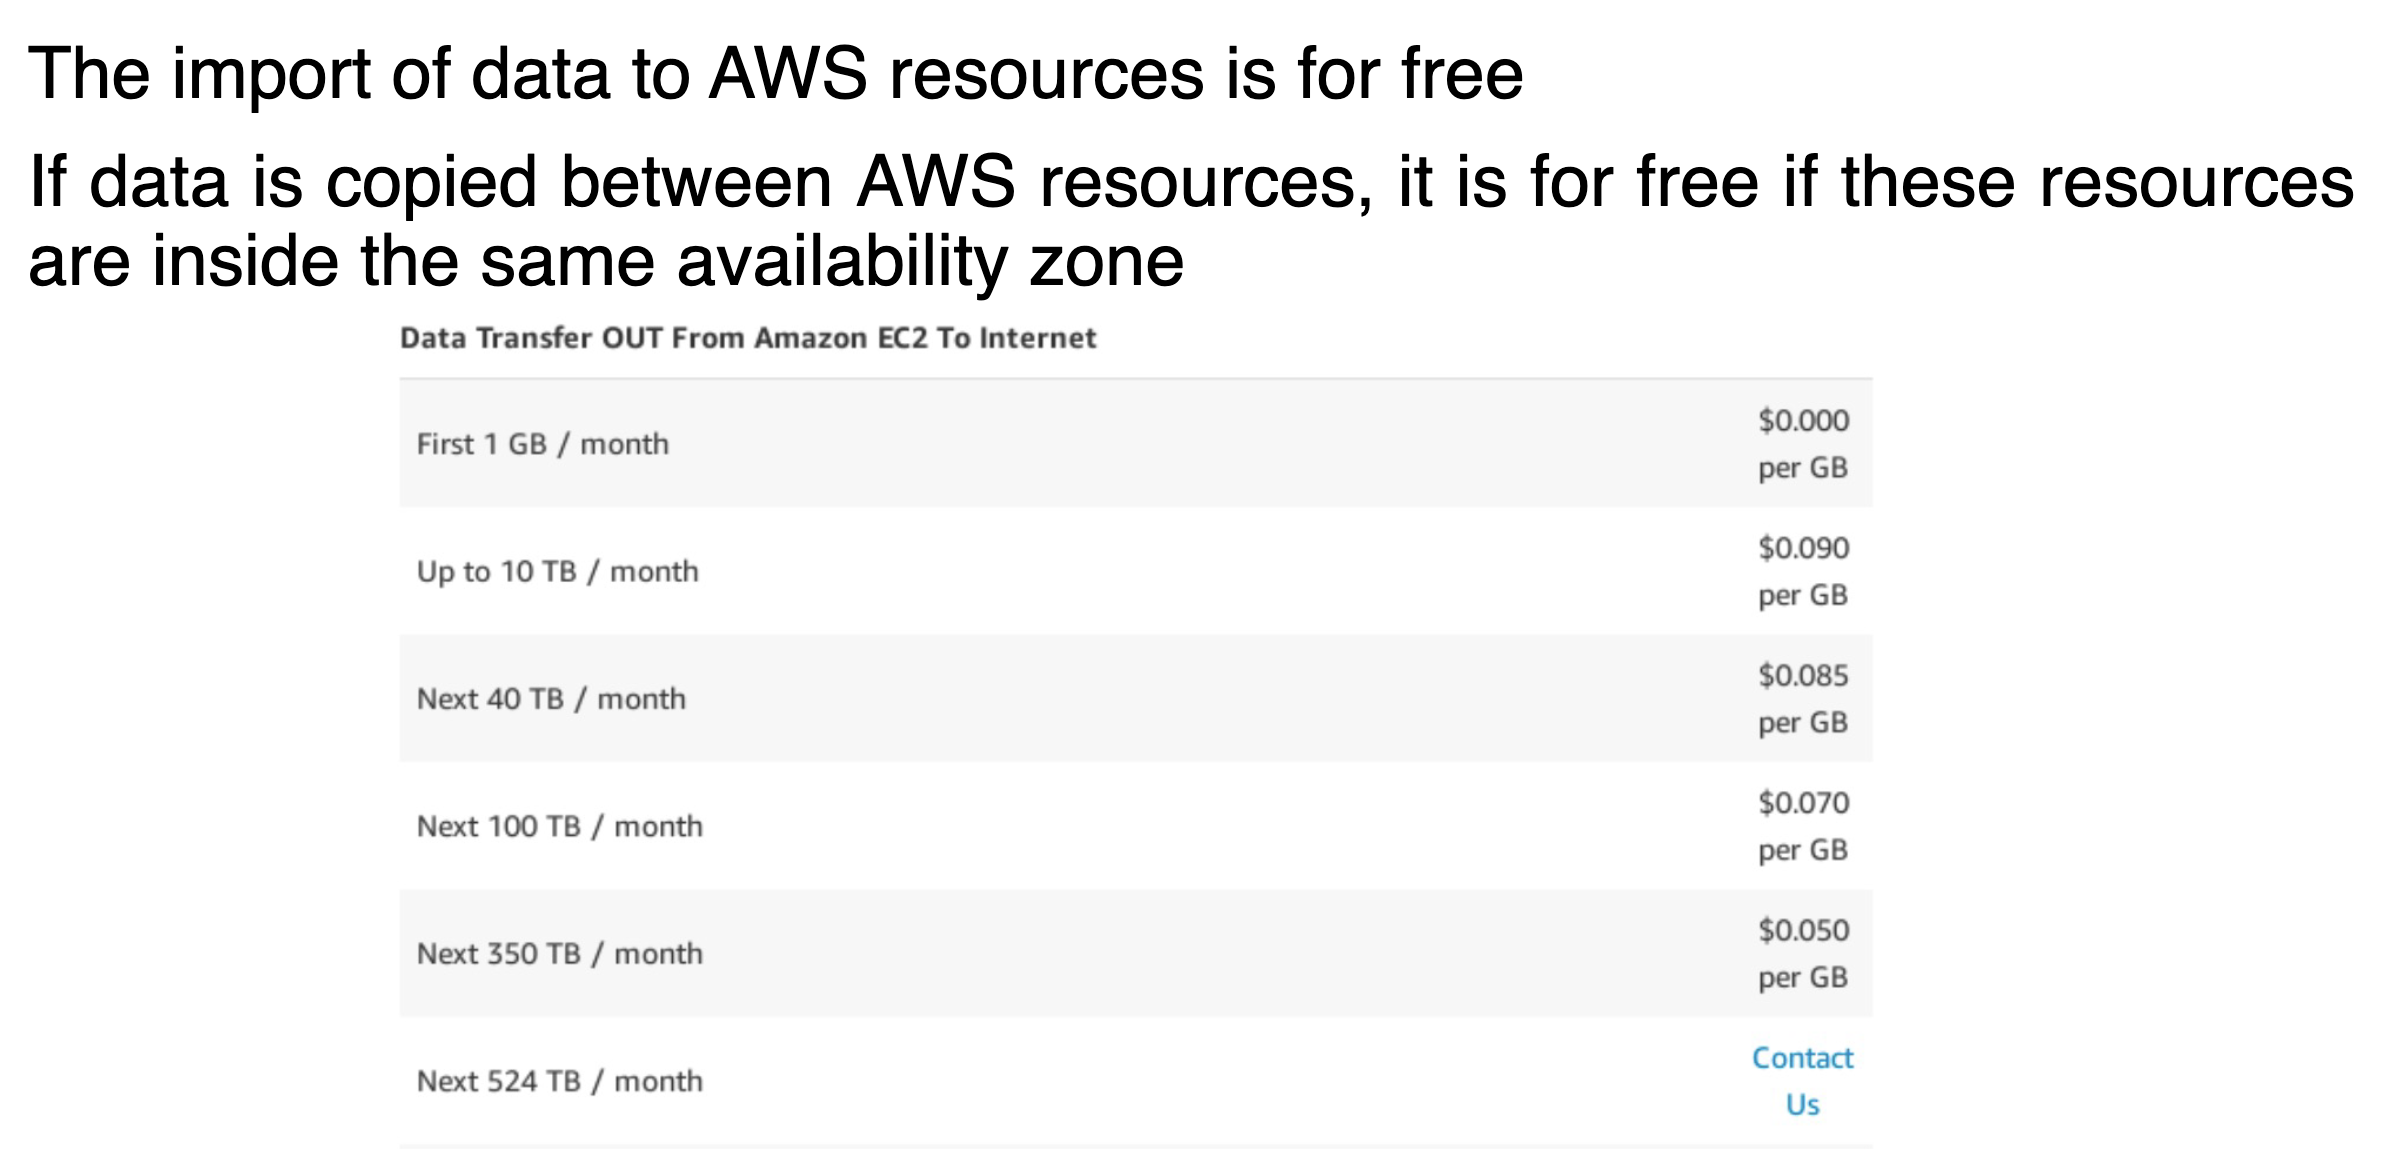 The import of data to AWS resources is for free
If data is copied between AWS resources, it is for free if these resources
are inside the same availability zone
Data Transfer OUT From Amazon EC2 To Internet
First 1 GB / month
$0.000
per GB
Up to 10 TB / month
$0.090
per GB
Next 40 TB / month
$0.085
per GB
Next 100 TB / month
$0.070
per GB
Next 350 TB / month
$0.050
per GB
Next 524 TB / month
Contact
Us